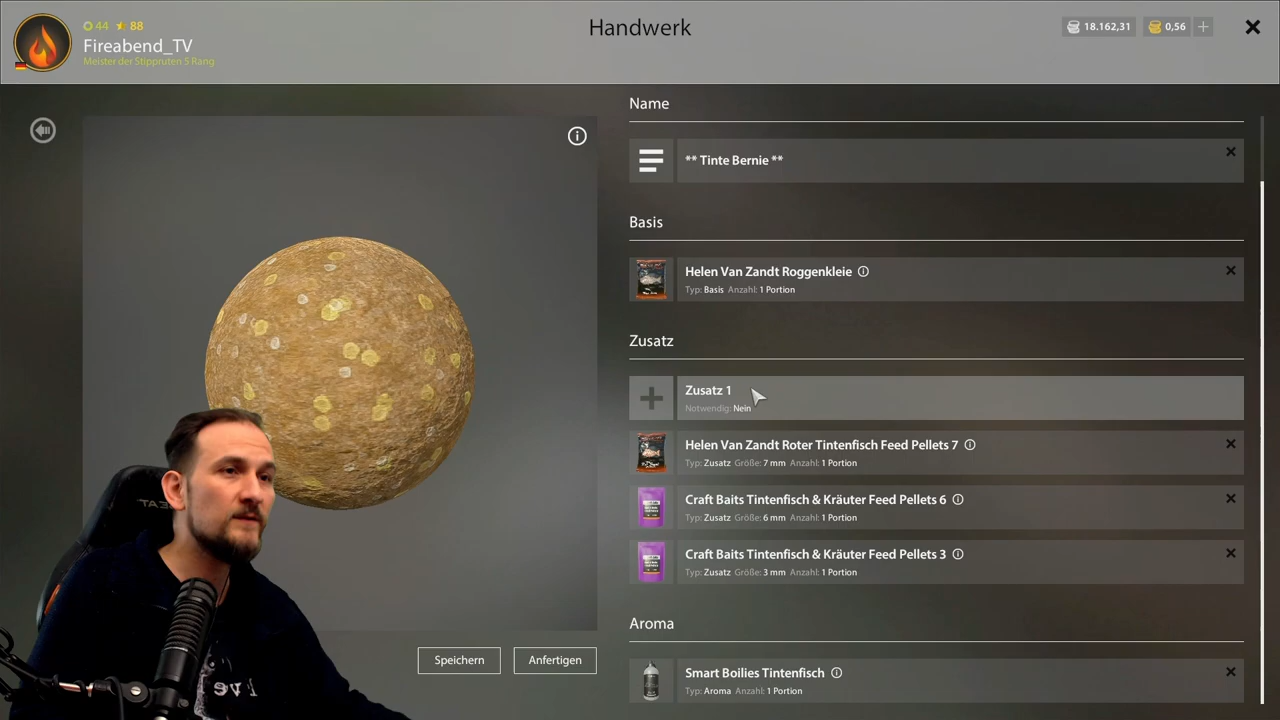 44 88
Fireabend_TV
Meister der Stippruten 5 Rang
Handwerk
18.162,31 0,56
Name
** Tinte Bernie **
Basis
Helen Van Zandt Roggenkleie
Typ: Basis Anzahl: 1 Portion
Zusatz
Zusatz 1
Notwendig: Nein
Helen Van Zandt Roter Tintenfisch Feed Pellets 7
Typ: Zusatz Größe: 7 mm Anzahl: 1 Portion
Craft Baits Tintenfisch & Kräuter Feed Pellets 6
Typ: Zusatz Größe: 6 mm Anzahl: 1 Portion
Craft Baits Tintenfisch & Kräuter Feed Pellets 3
Typ: Zusatz Größe: 3 mm Anzahl: 1 Portion
Aroma
Smart Boilies Tintenfisch
Typ: Aroma Anzahl: 1 Portion
Speichern Anfertigen